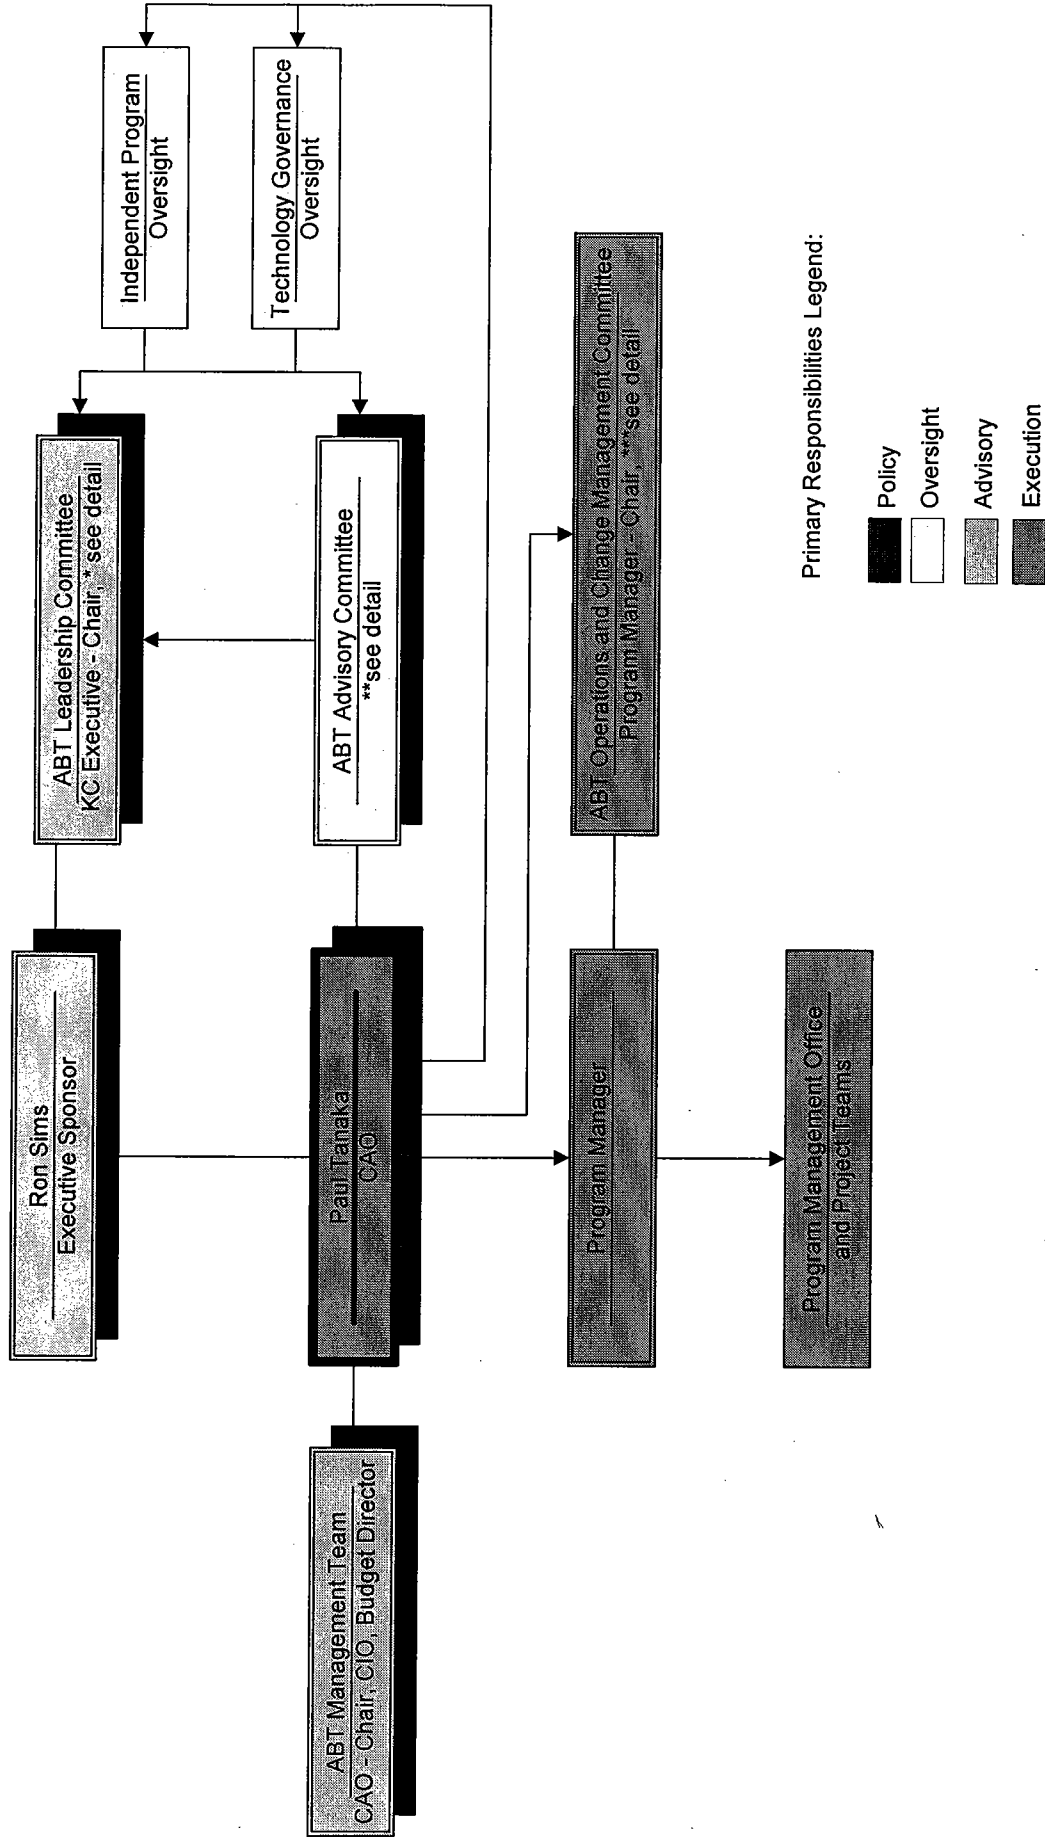 Ron Sims
Executive Sponsor
ABT Leadership Committee
KC Executive - Chair, * see detail
Independent Program
Oversight
Technology Governance
Oversight
ABT Management Team
CAO - Chair, CIO, Budget Director
Paul Tanaka
CAO
ABT Advisory Committee
**see detail
Program Manager
ABT Operations and Change Management Committee
Program Manager - Chair, ***see detail
Program Management Office
and Project Teams
Primary Responsibilities Legend:
Policy
Oversight
Advisory
Execution